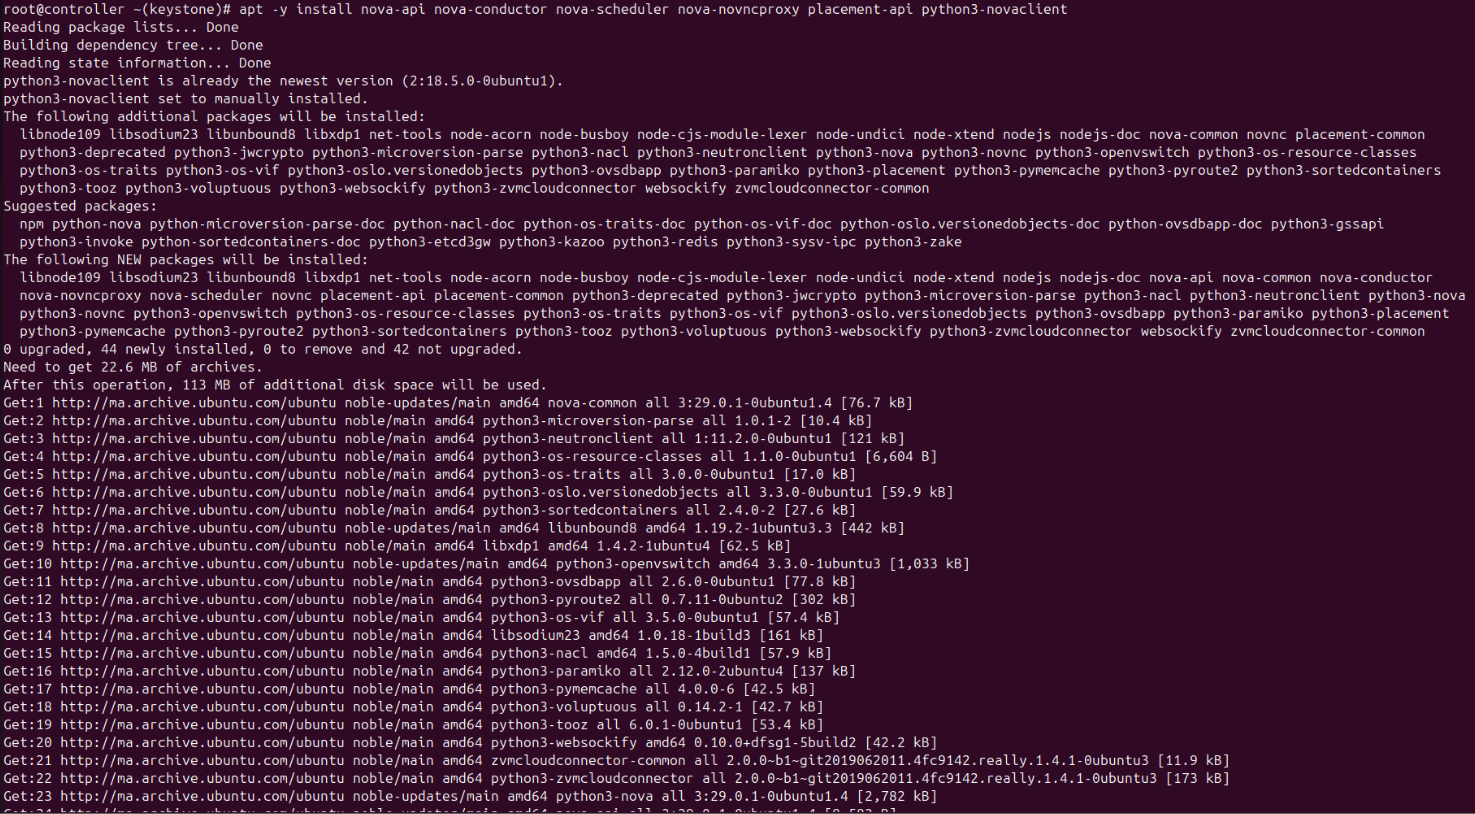 root@controller ~(keystone)# apt -y install nova-api nova-conductor nova-scheduler nova-novncproxy placement-api python3-novaclient
Reading package lists... Done
Building dependency tree... Done
Reading state information... Done
python3-novaclient is already the newest version (2:18.5.0-0ubuntu1).
python3-novaclient set to manually installed.
The following additional packages will be installed:
  libnode109 libsodium23 libunbound8 libxdp1 net-tools node-acorn node-busboy node-cjs-module-lexer node-undici node-xtend nodejs nodejs-doc nova-common novnc placement-common
  python3-deprecated python3-jwcrypto python3-microversion-parse python3-nacl python3-neutronclient python3-nova python3-novnc python3-openvswitch python3-os-resource-classes
  python3-os-traits python3-os-vif python3-oslo.versionedobjects python3-ovsdbapp python3-paramiko python3-placement python3-pymemcache python3-pyroute2 python3-sortedcontainers
  python3-tooz python3-voluptuous python3-websockify python3-zvmcloudconnector websockify zvmcloudconnector-common
Suggested packages:
  npm python-nova python-microversion-parse-doc python-nacl-doc python-os-traits-doc python-os-vif-doc python-oslo.versionedobjects-doc python-ovsdbapp-doc python3-gssapi
  python3-invoke python-sortedcontainers-doc python3-etcd3gw python3-kazoo python3-redis python3-sysv-ipc python3-zake
The following NEW packages will be installed:
  libnode109 libsodium23 libunbound8 libxdp1 net-tools node-acorn node-busboy node-cjs-module-lexer node-undici node-xtend nodejs nodejs-doc nova-api nova-common nova-conductor
  nova-novncproxy nova-scheduler novnc placement-api placement-common python3-deprecated python3-jwcrypto python3-microversion-parse python3-nacl python3-neutronclient python3-nova
  python3-novnc python3-openvswitch python3-os-resource-classes python3-os-traits python3-os-vif python3-oslo.versionedobjects python3-ovsdbapp python3-paramiko python3-placement
  python3-pymemcache python3-pyroute2 python3-sortedcontainers python3-tooz python3-voluptuous python3-websockify python3-zvmcloudconnector websockify zvmcloudconnector-common
0 upgraded, 44 newly installed, 0 to remove and 42 not upgraded.
Need to get 22.6 MB of archives.
After this operation, 113 MB of additional disk space will be used.
Get:1 http://ma.archive.ubuntu.com/ubuntu noble-updates/main amd64 nova-common all 3:29.0.1-0ubuntu1.4 [76.7 kB]
Get:2 http://ma.archive.ubuntu.com/ubuntu noble/main amd64 python3-microversion-parse all 1.0.1-2 [10.4 kB]
Get:3 http://ma.archive.ubuntu.com/ubuntu noble/main amd64 python3-neutronclient all 1:11.2.0-0ubuntu1 [121 kB]
Get:4 http://ma.archive.ubuntu.com/ubuntu noble/main amd64 python3-os-resource-classes all 1.1.0-0ubuntu1 [6,604 B]
Get:5 http://ma.archive.ubuntu.com/ubuntu noble/main amd64 python3-os-traits all 3.0.0-0ubuntu1 [17.0 kB]
Get:6 http://ma.archive.ubuntu.com/ubuntu noble/main amd64 python3-oslo.versionedobjects all 3.3.0-0ubuntu1 [59.9 kB]
Get:7 http://ma.archive.ubuntu.com/ubuntu noble/main amd64 python3-sortedcontainers all 2.4.0-2 [27.6 kB]
Get:8 http://ma.archive.ubuntu.com/ubuntu noble-updates/main amd64 libunbound8 amd64 1.19.2-1ubuntu3.3 [442 kB]
Get:9 http://ma.archive.ubuntu.com/ubuntu noble/main amd64 libxdp1 amd64 1.4.2-1ubuntu4 [62.5 kB]
Get:10 http://ma.archive.ubuntu.com/ubuntu noble-updates/main amd64 python3-openvswitch amd64 3.3.0-1ubuntu3 [1,033 kB]
Get:11 http://ma.archive.ubuntu.com/ubuntu noble/main amd64 python3-ovsdbapp all 2.6.0-0ubuntu1 [77.8 kB]
Get:12 http://ma.archive.ubuntu.com/ubuntu noble/main amd64 python3-pyroute2 all 0.7.11-0ubuntu2 [302 kB]
Get:13 http://ma.archive.ubuntu.com/ubuntu noble/main amd64 python3-os-vif all 3.5.0-0ubuntu1 [57.4 kB]
Get:14 http://ma.archive.ubuntu.com/ubuntu noble/main amd64 libsodium23 amd64 1.0.18-1build3 [161 kB]
Get:15 http://ma.archive.ubuntu.com/ubuntu noble/main amd64 python3-nacl amd64 1.5.0-4build1 [57.9 kB]
Get:16 http://ma.archive.ubuntu.com/ubuntu noble/main amd64 python3-paramiko all 2.12.0-2ubuntu4 [137 kB]
Get:17 http://ma.archive.ubuntu.com/ubuntu noble/main amd64 python3-pymemcache all 4.0.0-6 [42.5 kB]
Get:18 http://ma.archive.ubuntu.com/ubuntu noble/main amd64 python3-voluptuous all 0.14.2-1 [42.7 kB]
Get:19 http://ma.archive.ubuntu.com/ubuntu noble/main amd64 python3-tooz all 6.0.1-0ubuntu1 [53.4 kB]
Get:20 http://ma.archive.ubuntu.com/ubuntu noble/main amd64 python3-websockify amd64 0.10.0+dfsg1-5build2 [42.2 kB]
Get:21 http://ma.archive.ubuntu.com/ubuntu noble/main amd64 zvmcloudconnector-common all 2.0.0~b1~git2019062011.4fc9142.really.1.4.1-0ubuntu3 [11.9 kB]
Get:22 http://ma.archive.ubuntu.com/ubuntu noble/main amd64 python3-zvmcloudconnector all 2.0.0~b1~git2019062011.4fc9142.really.1.4.1-0ubuntu3 [173 kB]
Get:23 http://ma.archive.ubuntu.com/ubuntu noble-updates/main amd64 python3-nova all 3:29.0.1-0ubuntu1.4 [2,782 kB]